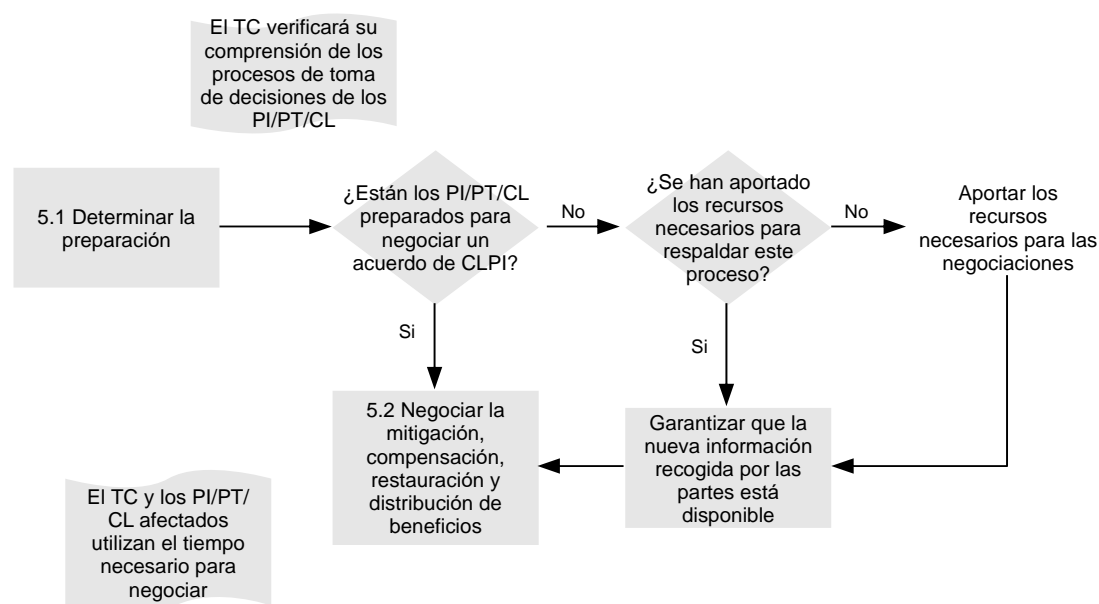 El TC verificará su
comprensión de los
procesos de toma
de decisiones de los
PI/PT/CL
5.1 Determinar la
preparación
¿Están los PI/PT/CL
preparados para
negociar un
acuerdo de CLPI?
No
¿Se han aportado
los recursos
necesarios para
respaldar este
proceso?
No
Aportar los
recursos
necesarios para las
negociaciones
Si
Si
5.2 Negociar la
mitigación,
compensación,
restauración y
distribución de
beneficios
Garantizar que la
nueva información
recogida por las
partes está
disponible
El TC y los PI/PT/
CL afectados
utilizan el tiempo
necesario para
negociar